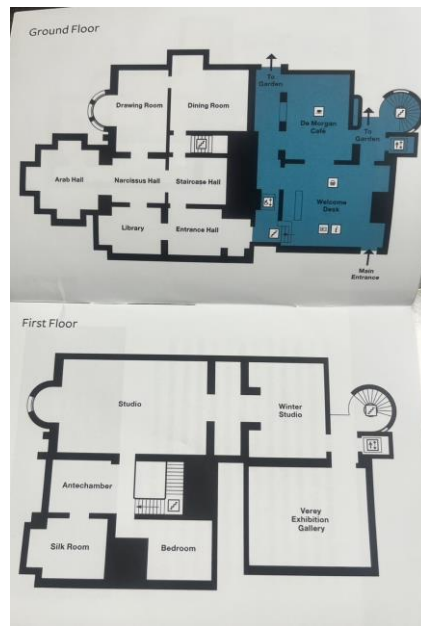 Ground Floor
To
Garden
Drawing Room
Dining Room
De Morgan
Café
To
Garden
Arab Hall
Narcissus Hall
Staircase Hall
Welcome
Desk
Library
Entrance Hall
Main
Entrance
First Floor
Studio
Winter
Studio
Antechamber
Verey
Exhibition
Gallery
Silk Room
Bedroom